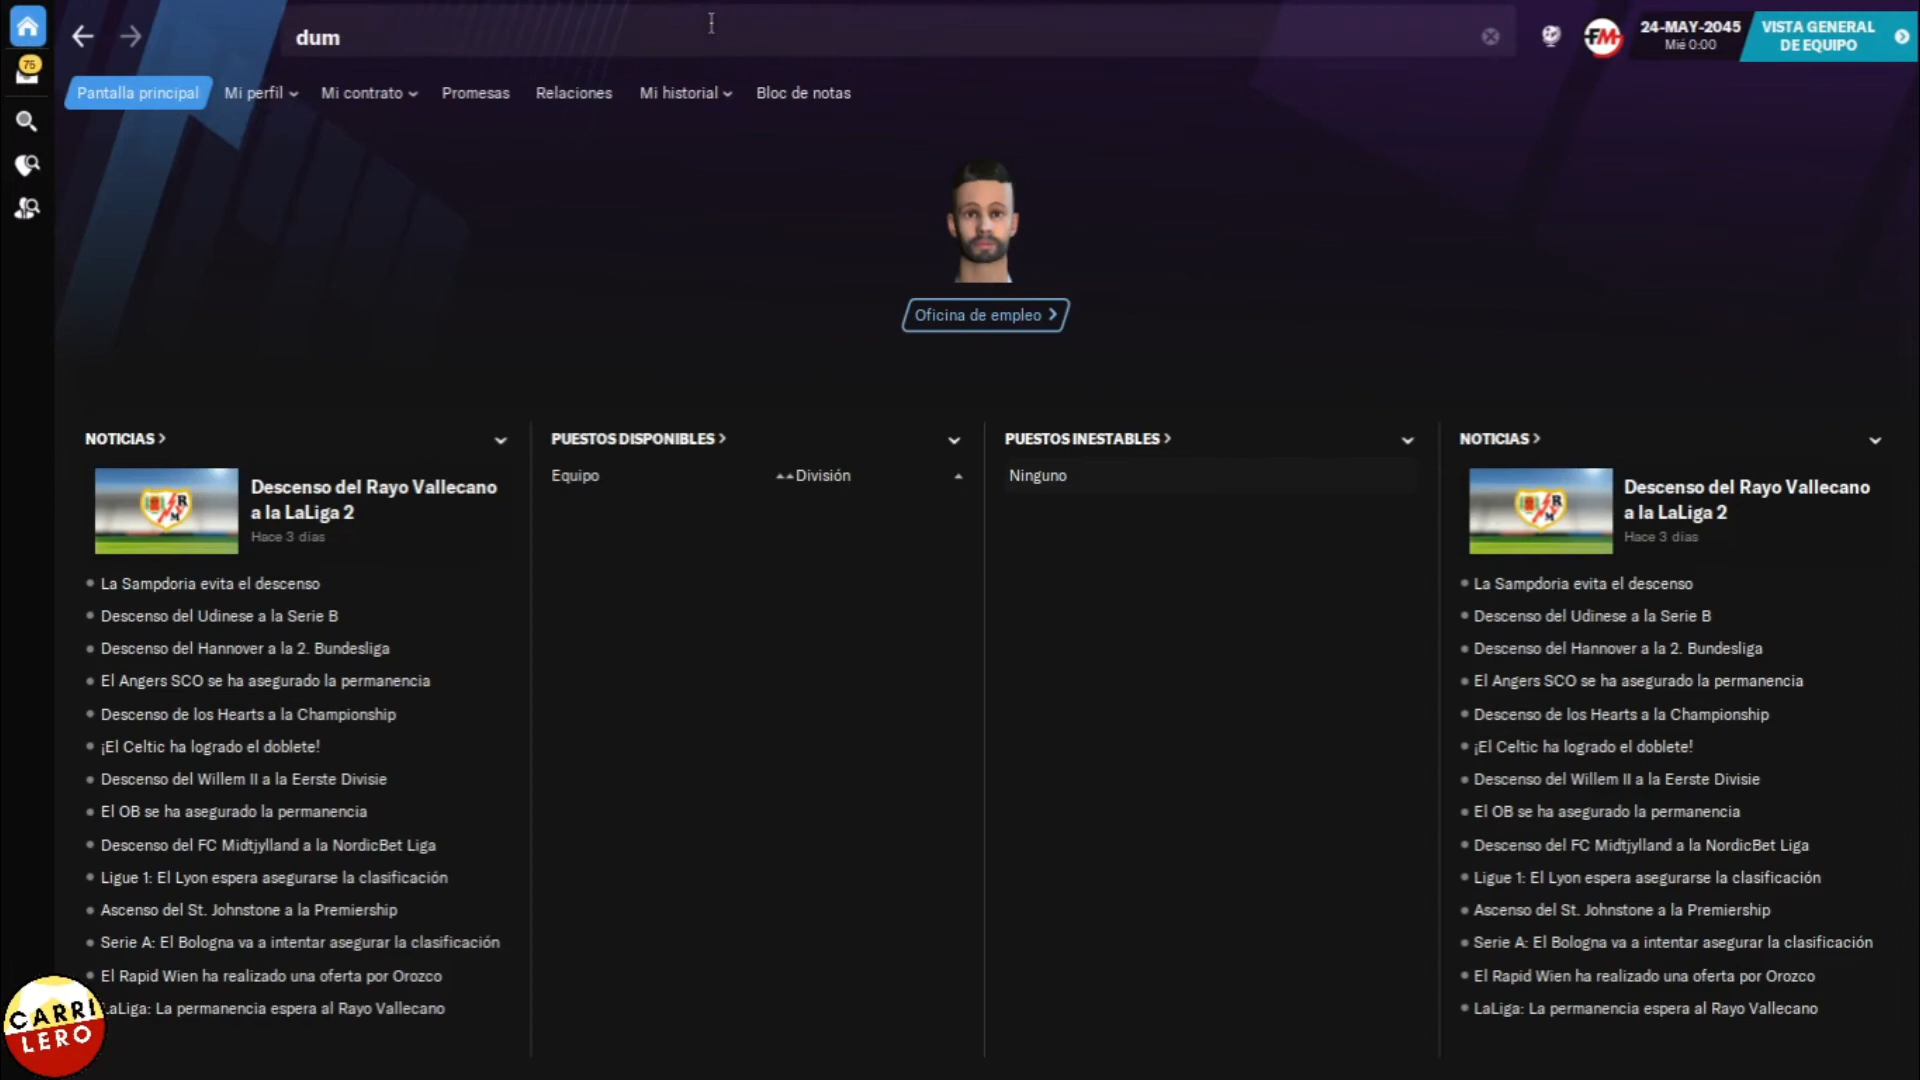 dum
FM
24-MAY-2045
Mié 0:00
VISTA GENERAL
DE EQUIPO
75
Pantalla principal
Mi perfil
Mi contrato
Promesas
Relaciones
Mi historial
Bloc de notas
Oficina de empleo
NOTICIAS
Descenso del Rayo Vallecano
a la LaLiga 2
Hace 3 días
La Sampdoria evita el descenso
Descenso del Udinese a la Serie B
Descenso del Hannover a la 2. Bundesliga
El Angers SCO se ha asegurado la permanencia
Descenso de los Hearts a la Championship
¡El Celtic ha logrado el doblete!
Descenso del Willem II a la Eerste Divisie
El OB se ha asegurado la permanencia
Descenso del FC Midtjylland a la NordicBet Liga
Ligue 1: El Lyon espera asegurarse la clasificación
Ascenso del St. Johnstone a la Premiership
Serie A: El Bologna va a intentar asegurar la clasificación
El Rapid Wien ha realizado una oferta por Orozco
LaLiga: La permanencia espera al Rayo Vallecano
PUESTOS DISPONIBLES
Equipo
División
PUESTOS INESTABLES
Ninguno
NOTICIAS
Descenso del Rayo Vallecano
a la LaLiga 2
Hace 3 días
La Sampdoria evita el descenso
Descenso del Udinese a la Serie B
Descenso del Hannover a la 2. Bundesliga
El Angers SCO se ha asegurado la permanencia
Descenso de los Hearts a la Championship
¡El Celtic ha logrado el doblete!
Descenso del Willem II a la Eerste Divisie
El OB se ha asegurado la permanencia
Descenso del FC Midtjylland a la NordicBet Liga
Ligue 1: El Lyon espera asegurarse la clasificación
Ascenso del St. Johnstone a la Premiership
Serie A: El Bologna va a intentar asegurar la clasificación
El Rapid Wien ha realizado una oferta por Orozco
LaLiga: La permanencia espera al Rayo Vallecano
CARRI
LERO